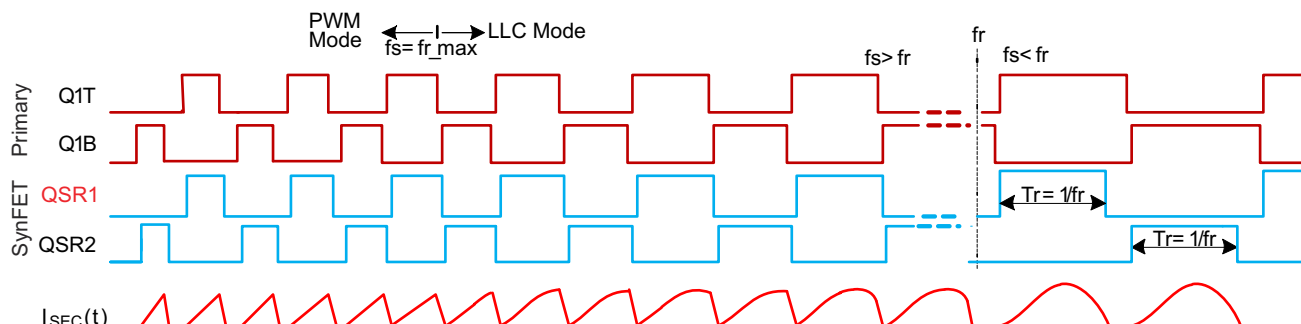 PWM Mode
LLC Mode
fs= fr_max
fr
fs> fr
fs< fr
Primary
Q1T
Q1B
SynFET
QSR1
Tr= 1/fr
QSR2
Tr= 1/fr
ISEC(t)